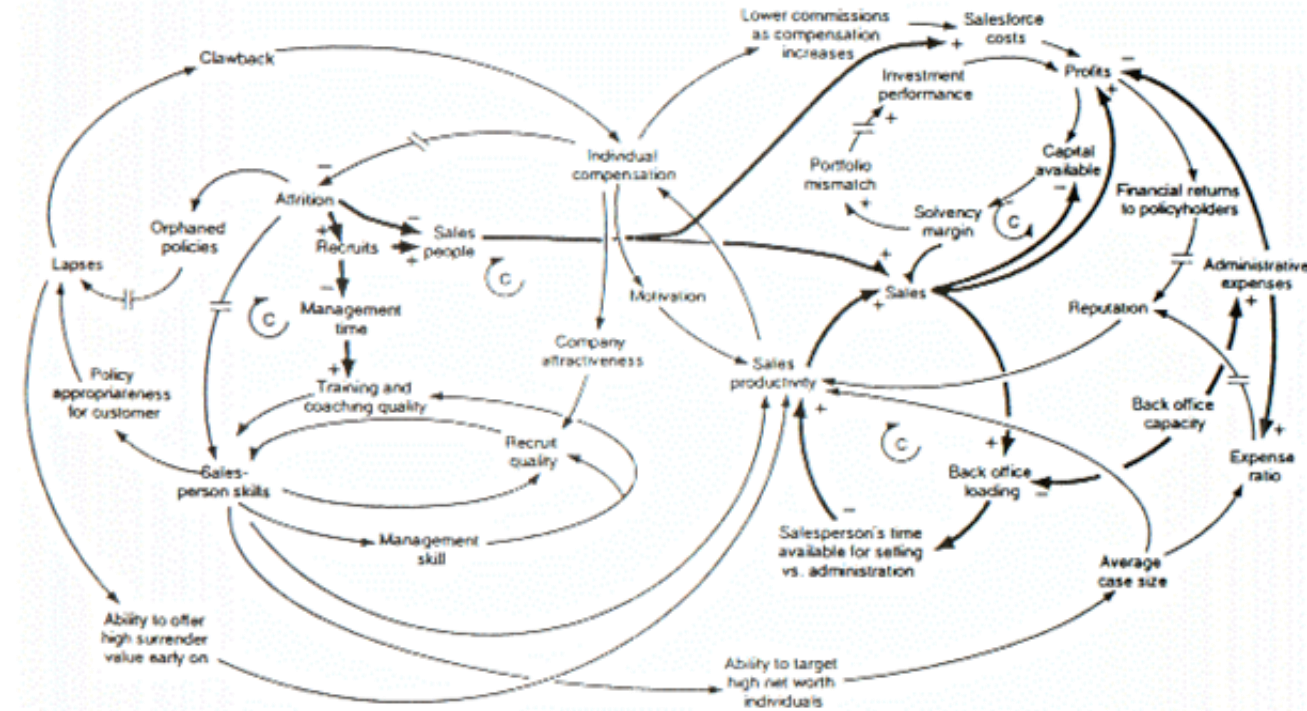 Lower commissions
as compensation
increases
Salesforce
costs
Clawback
Investment
performance
Profits
Individual
compensation
Capital
available
Portfolio
mismatch
Financial returns
to policyholders
Attrition
Solvency
margin
C
Orphaned
policies
Recruits
Sales
people
Lapses
C
Administrative
expenses
Motivation
Sales
Reputation
Management
time
C
Company
attractiveness
Sales
productivity
Policy
appropriateness
for customer
Training and
coaching quality
Back office
capacity
C
Recruit
quality
Expense
ratio
Sales-
person skills
Back office
loading
Management
skill
Salesperson's time
available for selling
vs. administration
Average
case size
Ability to offer
high surrender
value early on
Ability to target
high net worth
individuals